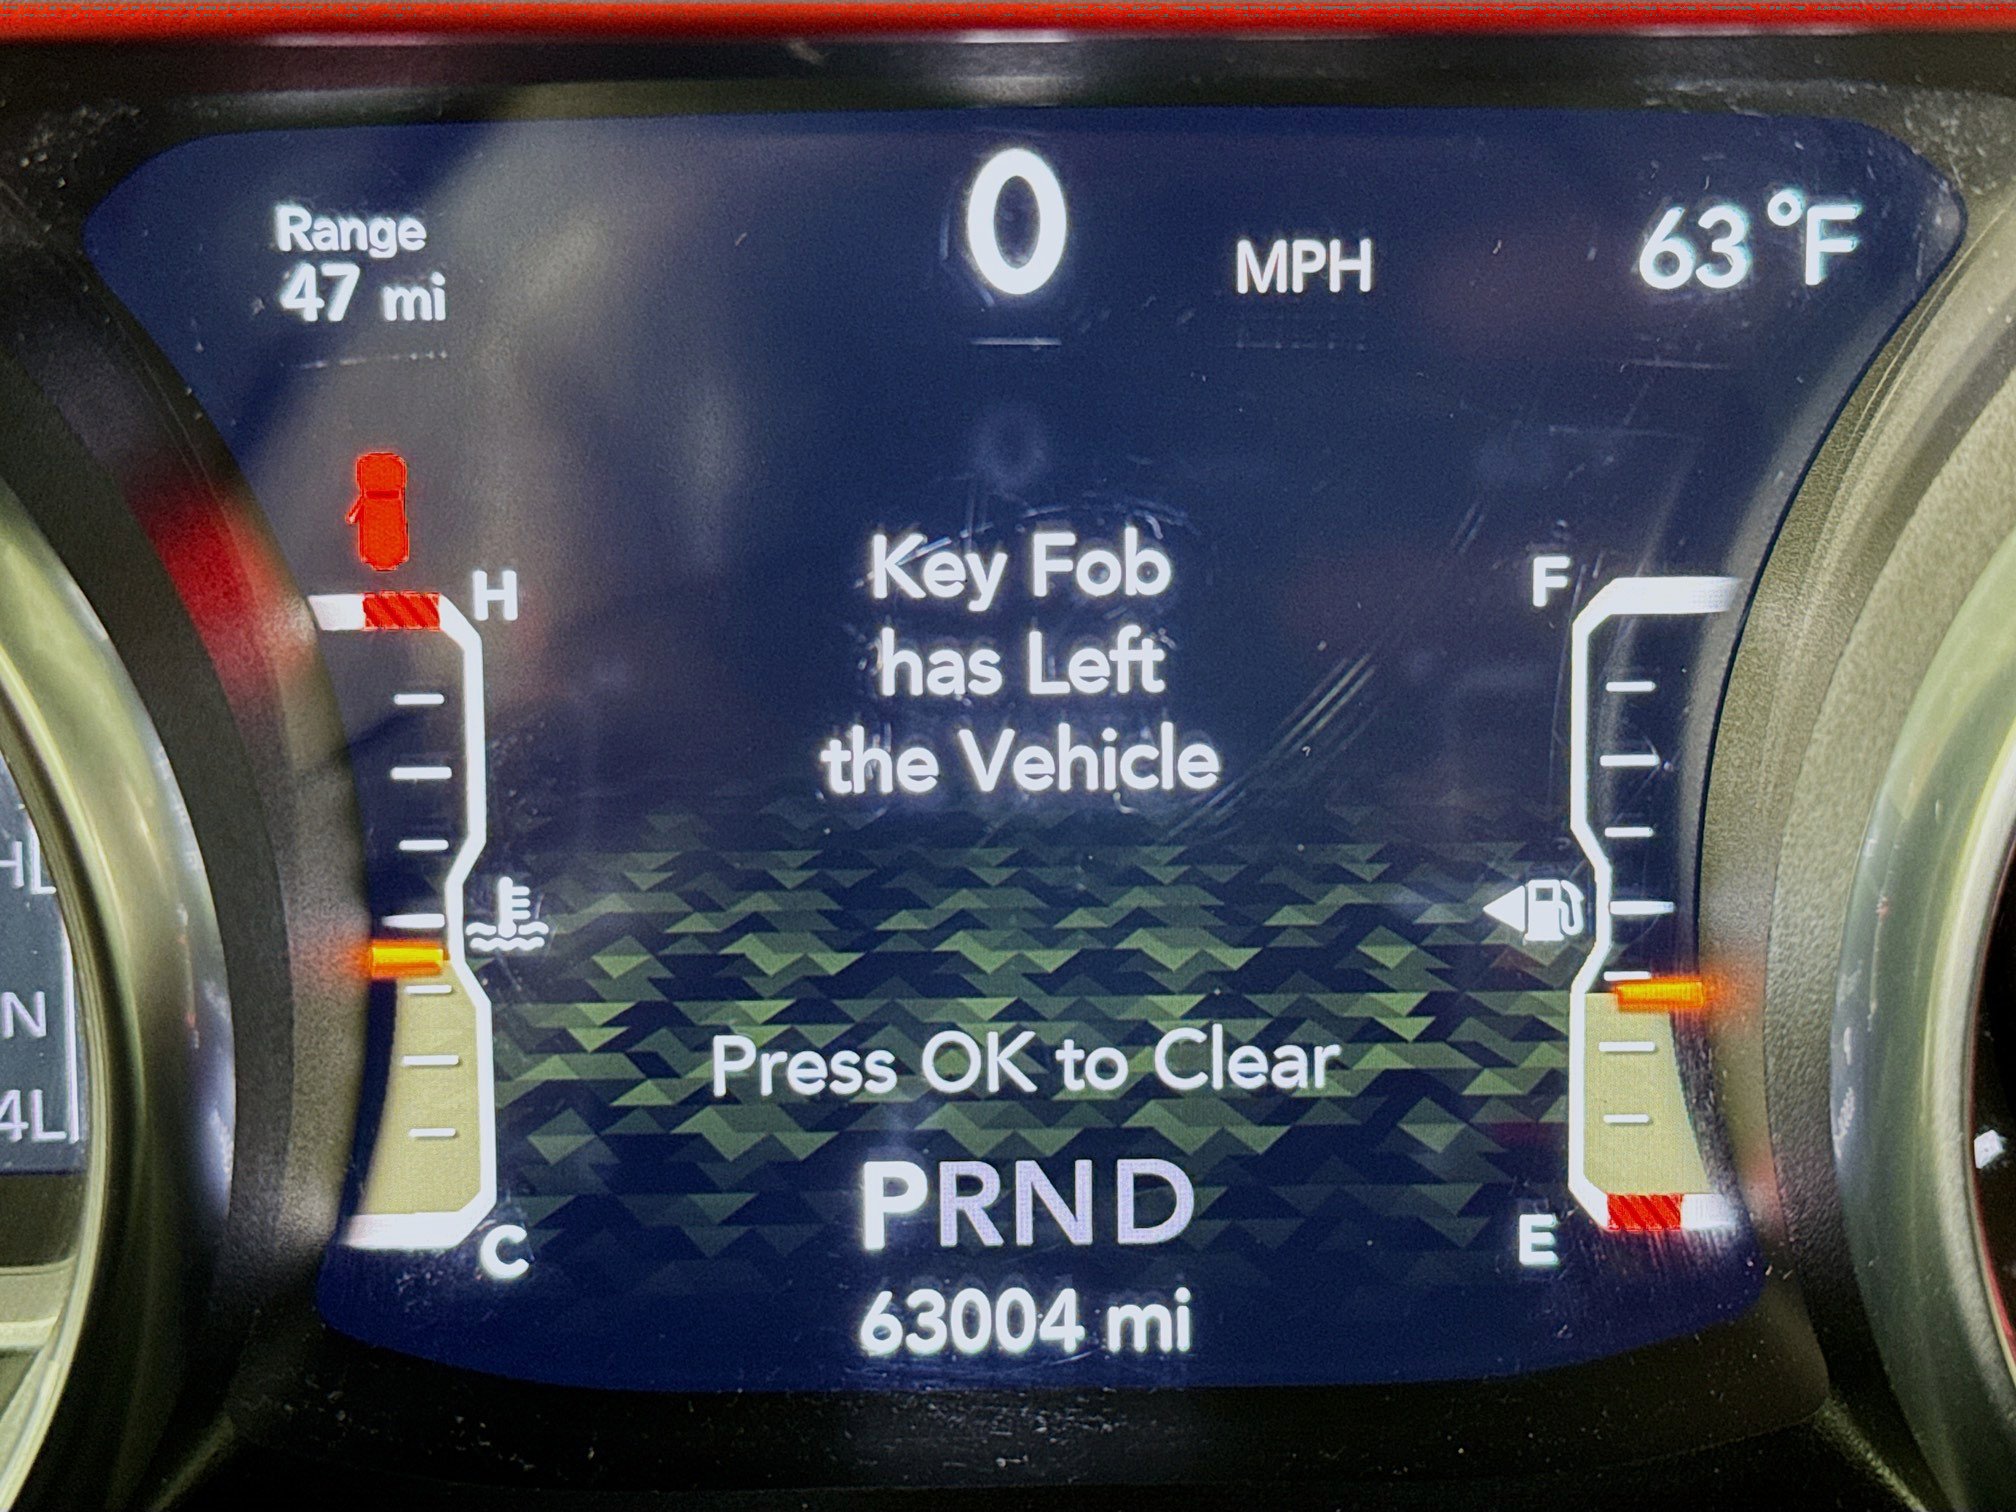 0
Range
MPH
63°F
47 mi
Key Fob
has Left
the Vehicle
H
F
N
4L
Press OK to Clear
PRND
C
E
63004 mi